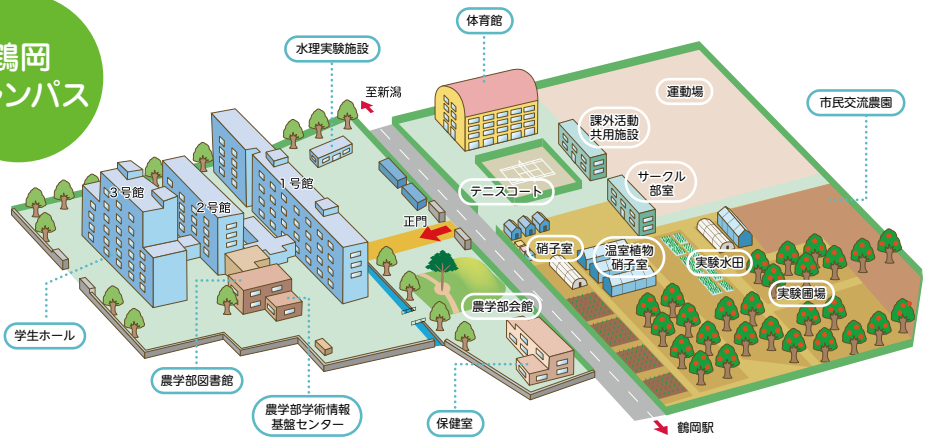 鶴岡
キャンパス
体育館
水理実験施設
至新潟
運動場
市民交流農園
課外活動
共用施設
3号館
1号館
2号館
テニスコート
サークル
部室
正門
硝子室
温室植物
硝子室
実験水田
実験圃場
農学部会館
学生ホール
農学部図書館
農学部学術情報
基盤センター
保健室
鶴岡駅